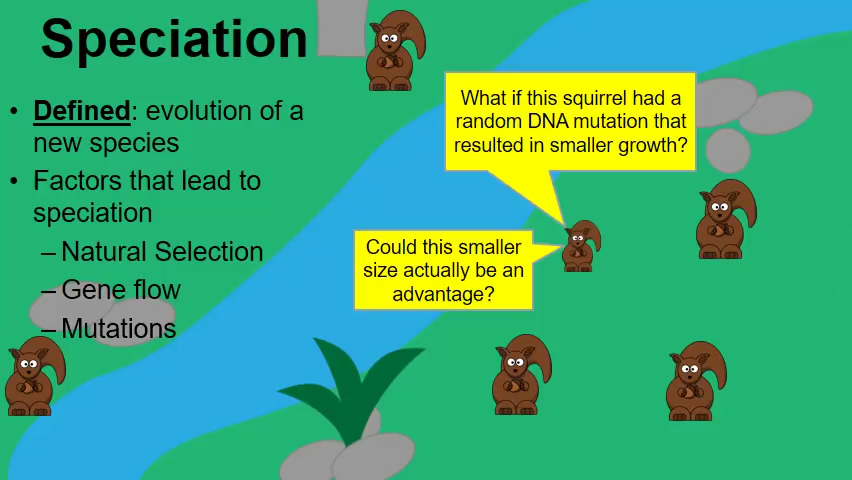 Speciation
• Defined: evolution of a
new species
• Factors that lead to
speciation
– Natural Selection
– Gene flow
– Mutations
What if this squirrel had a
random DNA mutation that
resulted in smaller growth?
Could this smaller
size actually be an
advantage?